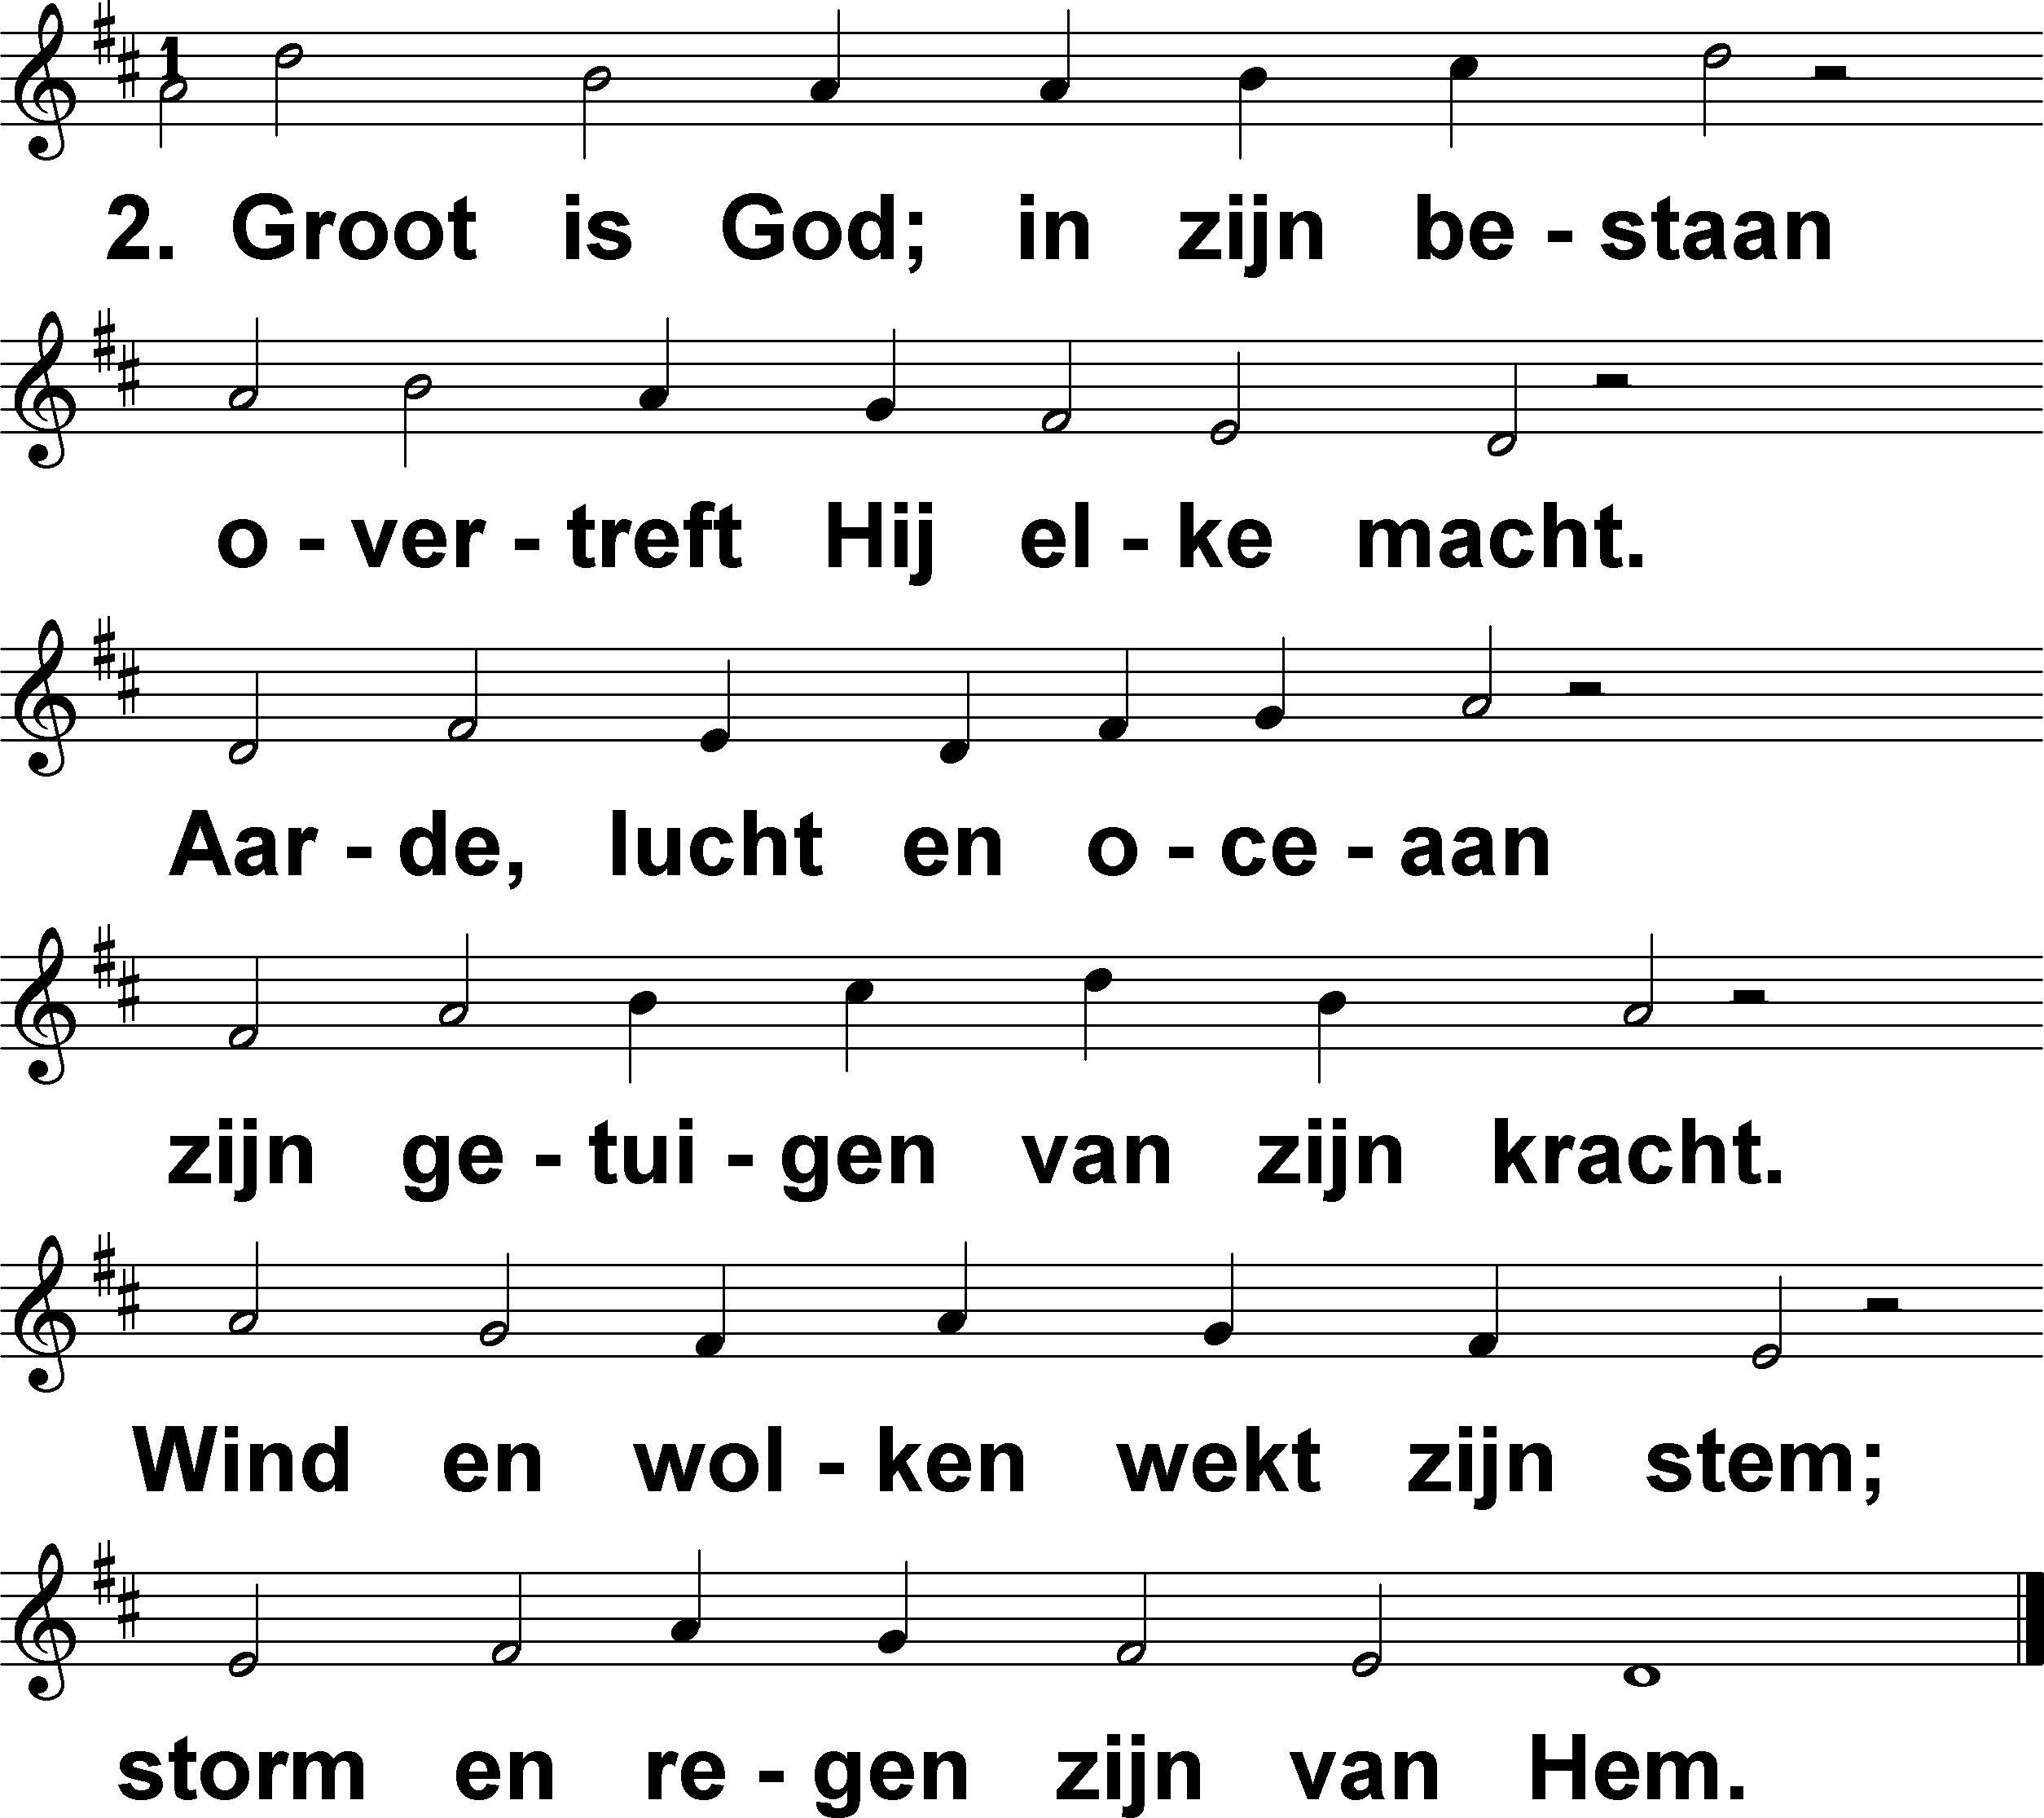 1
2. Groot is God; in zijn be - staan
o - ver - treft Hij el - ke macht.
Aar - de, lucht en o - ce - aan
zijn ge - tui - gen van zijn kracht.
Wind en wol - ken wekt zijn stem;
storm en re - gen zijn van Hem.